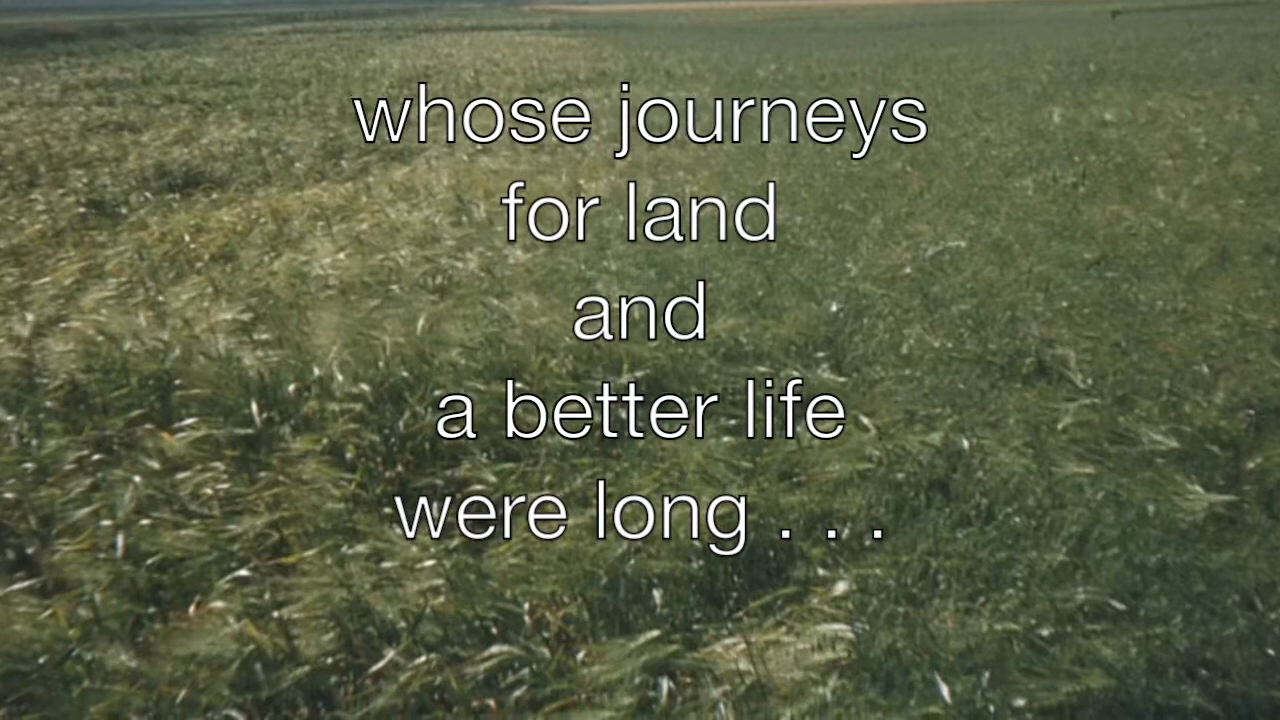 whose journeys
for land
and
a better life
were long . . .